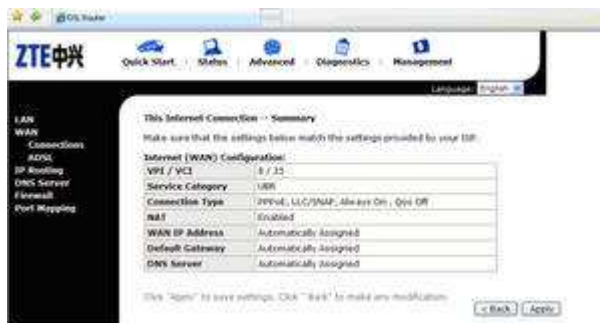 DSL Router
ZTE中兴
Quick Start
Status
Advanced
Diagnostics
Management
Language: English
LAN
WAN
Connections
ADSL
IP Routing
DNS Server
Firewall
Port Mapping
This Internet Connection -- Summary
Make sure that the settings below match the settings provided by your ISP.
Internet (WAN) Configuration:
VPI / VCI 8 / 35
Service Category UBR
Connection Type PPPoE, LLC/SNAP, Always On , Qos Off
NAT Enabled
WAN IP Address Automatically Assigned
Default Gateway Automatically Assigned
DNS Server Automatically Assigned
Click "Apply" to save settings. Click "Back" to make any modification.
< Back
Apply